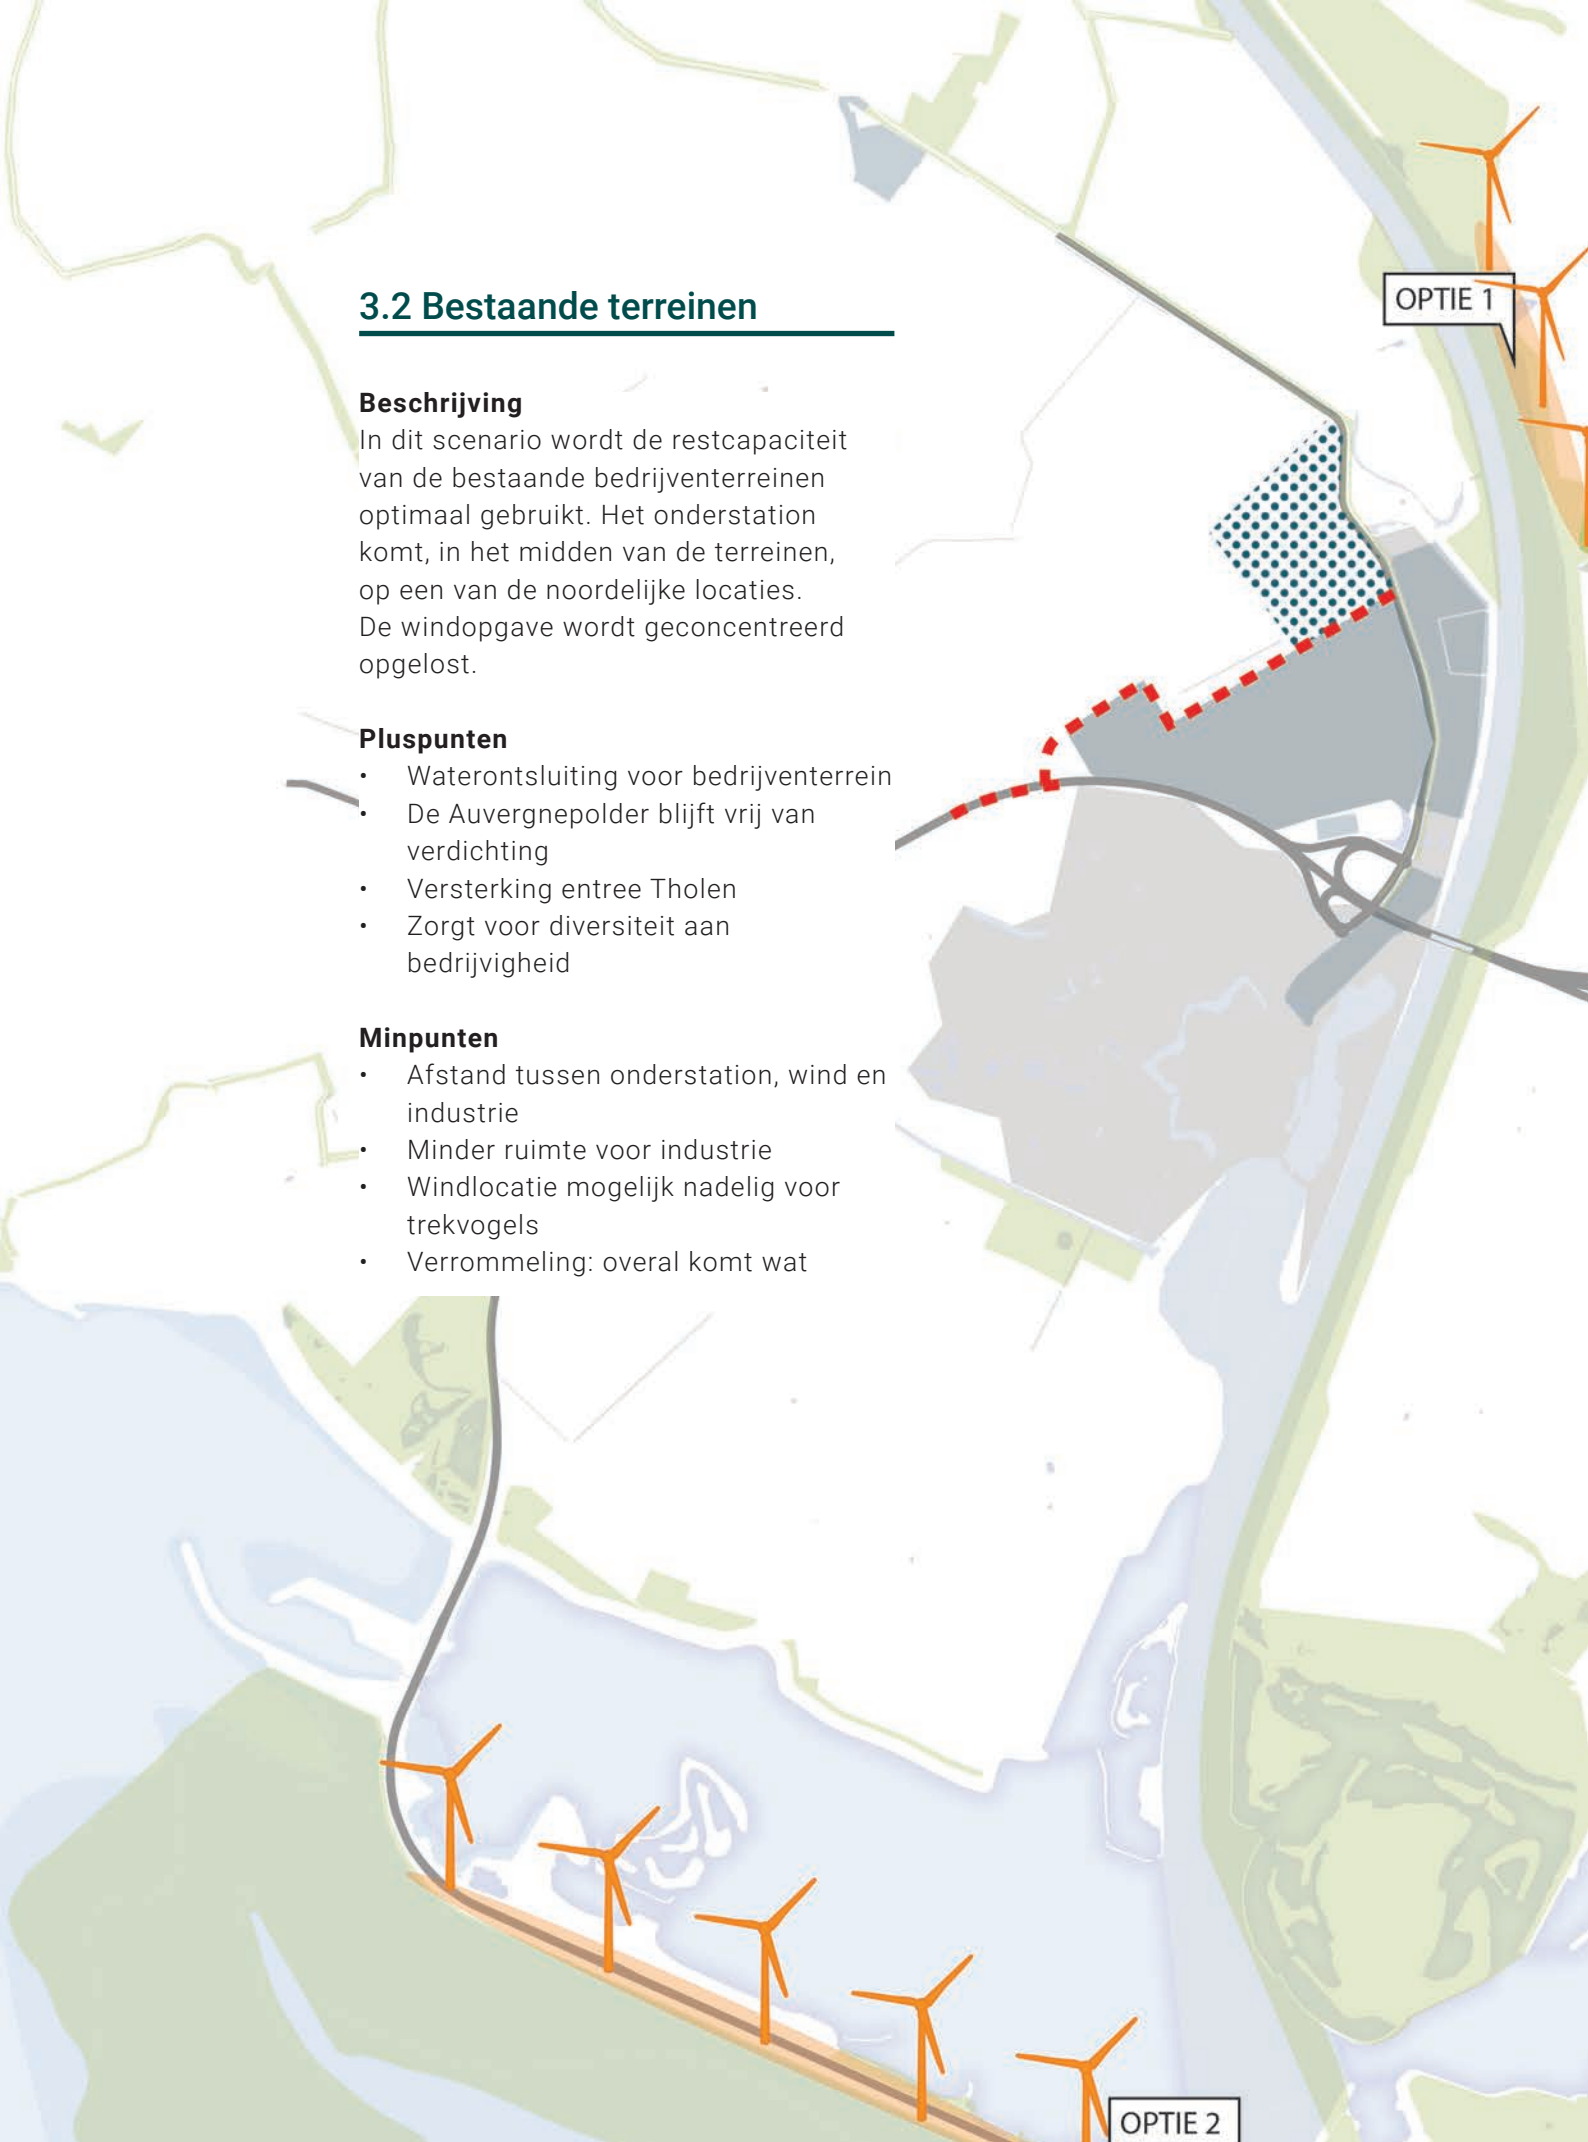 3.2 Bestaande terreinen
Beschrijving
In dit scenario wordt de restcapaciteit
van de bestaande bedrijventerreinen
optimaal gebruikt. Het onderstation
komt, in het midden van de terreinen,
op een van de noordelijke locaties.
De windopgave wordt geconcentreerd
opgelost.
Pluspunten
• Waterontsluiting voor bedrijventerrein
• De Auvergnepolder blijft vrij van
verdichting
• Versterking entree Tholen
• Zorgt voor diversiteit aan
bedrijvigheid
Minpunten
• Afstand tussen onderstation, wind en
industrie
• Minder ruimte voor industrie
• Windlocatie mogelijk nadelig voor
trekvogels
• Verrommeling: overal komt wat
OPTIE 1
OPTIE 2